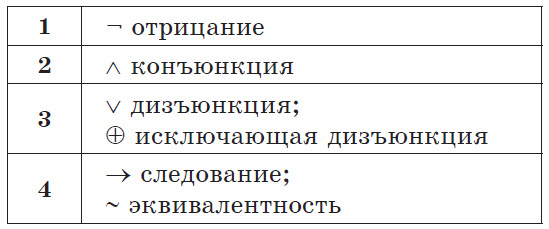 1 ¬ отрицание
2 ∧ конъюнкция
3 ∨ дизъюнкция;
⊕ исключающая дизъюнкция
4 → следование;
~ эквивалентность